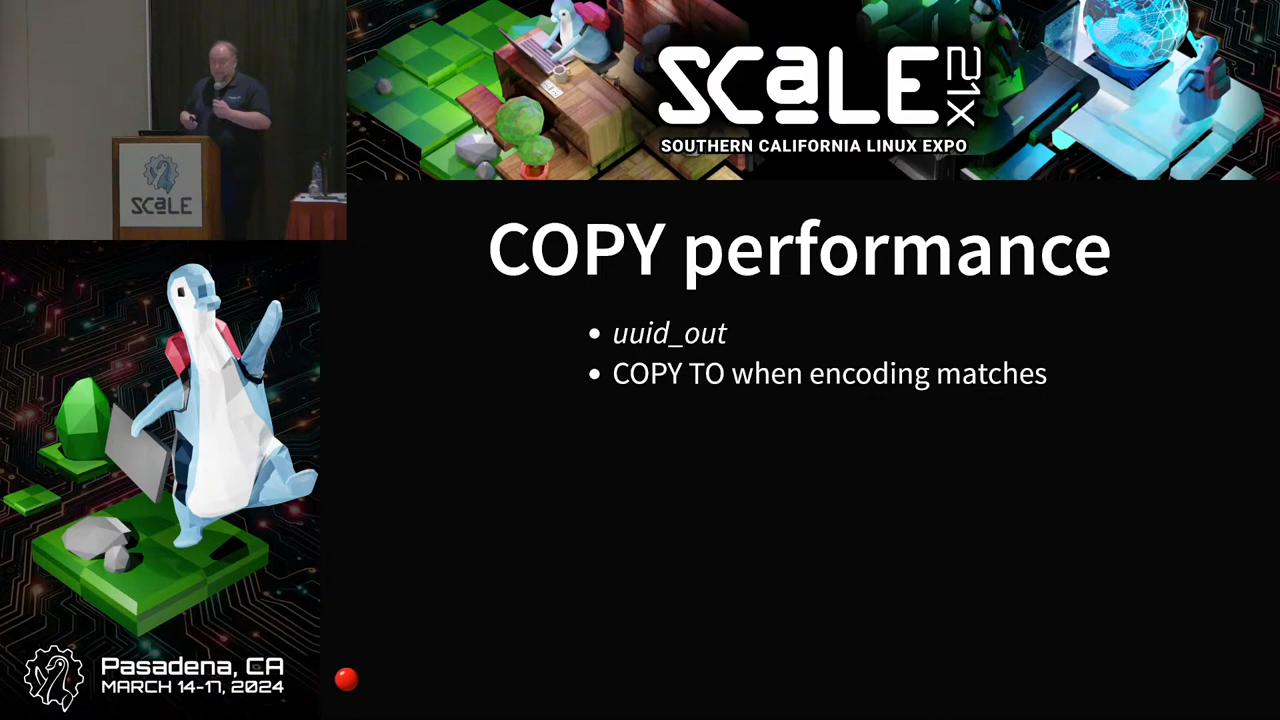 SCaLE 21X
SOUTHERN CALIFORNIA LINUX EXPO
SCaLE
COPY performance
• uuid_out
• COPY TO when encoding matches
Pasadena, CA
MARCH 14-17, 2024